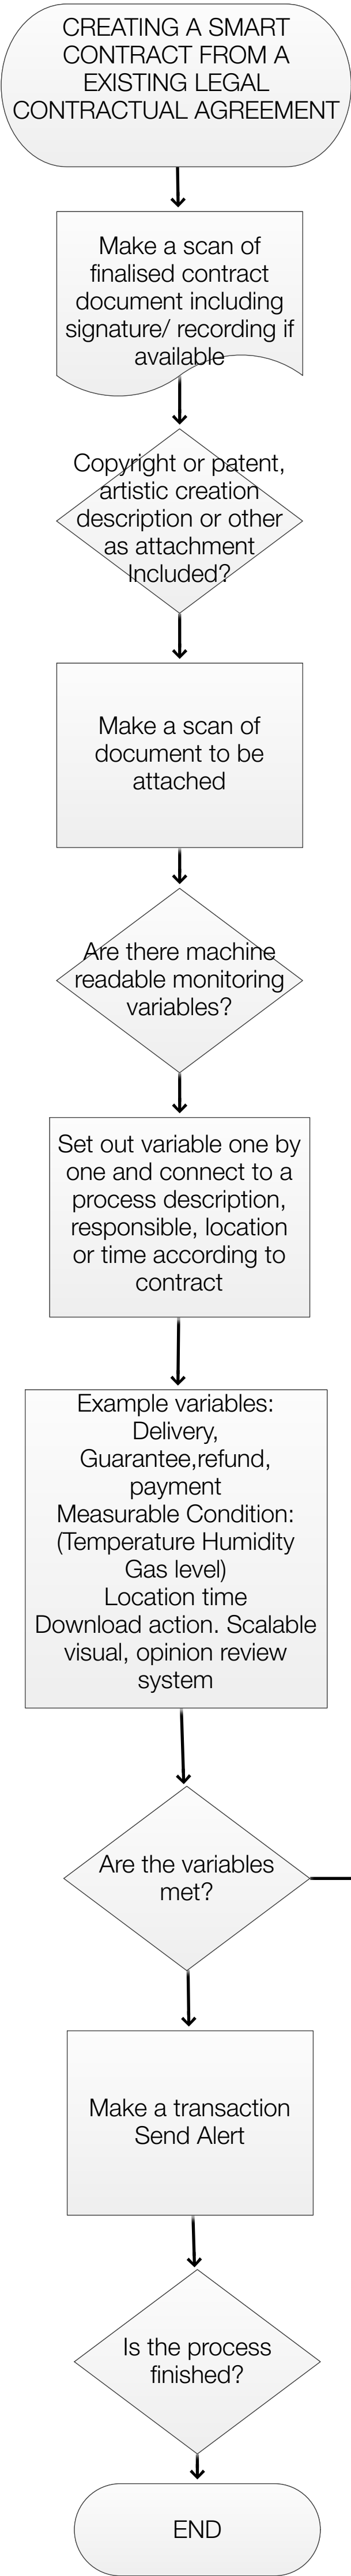 CREATING A SMART
CONTRACT FROM A
EXISTING LEGAL
CONTRACTUAL AGREEMENT
Make a scan of
finalised contract
document including
signature/ recording if
available
Copyright or patent,
artistic creation
description or other
as attachment
Included?
Make a scan of
document to be
attached
Are there machine
readable monitoring
variables?
Set out variable one by
one and connect to a
process description,
responsible, location
or time according to
contract
Example variables:
Delivery,
Guarantee,refund,
payment
Measurable Condition:
(Temperature Humidity
Gas level)
Location time
Download action. Scalable
visual, opinion review
system
Are the variables
met?
Make a transaction
Send Alert
Is the process
finished?
END